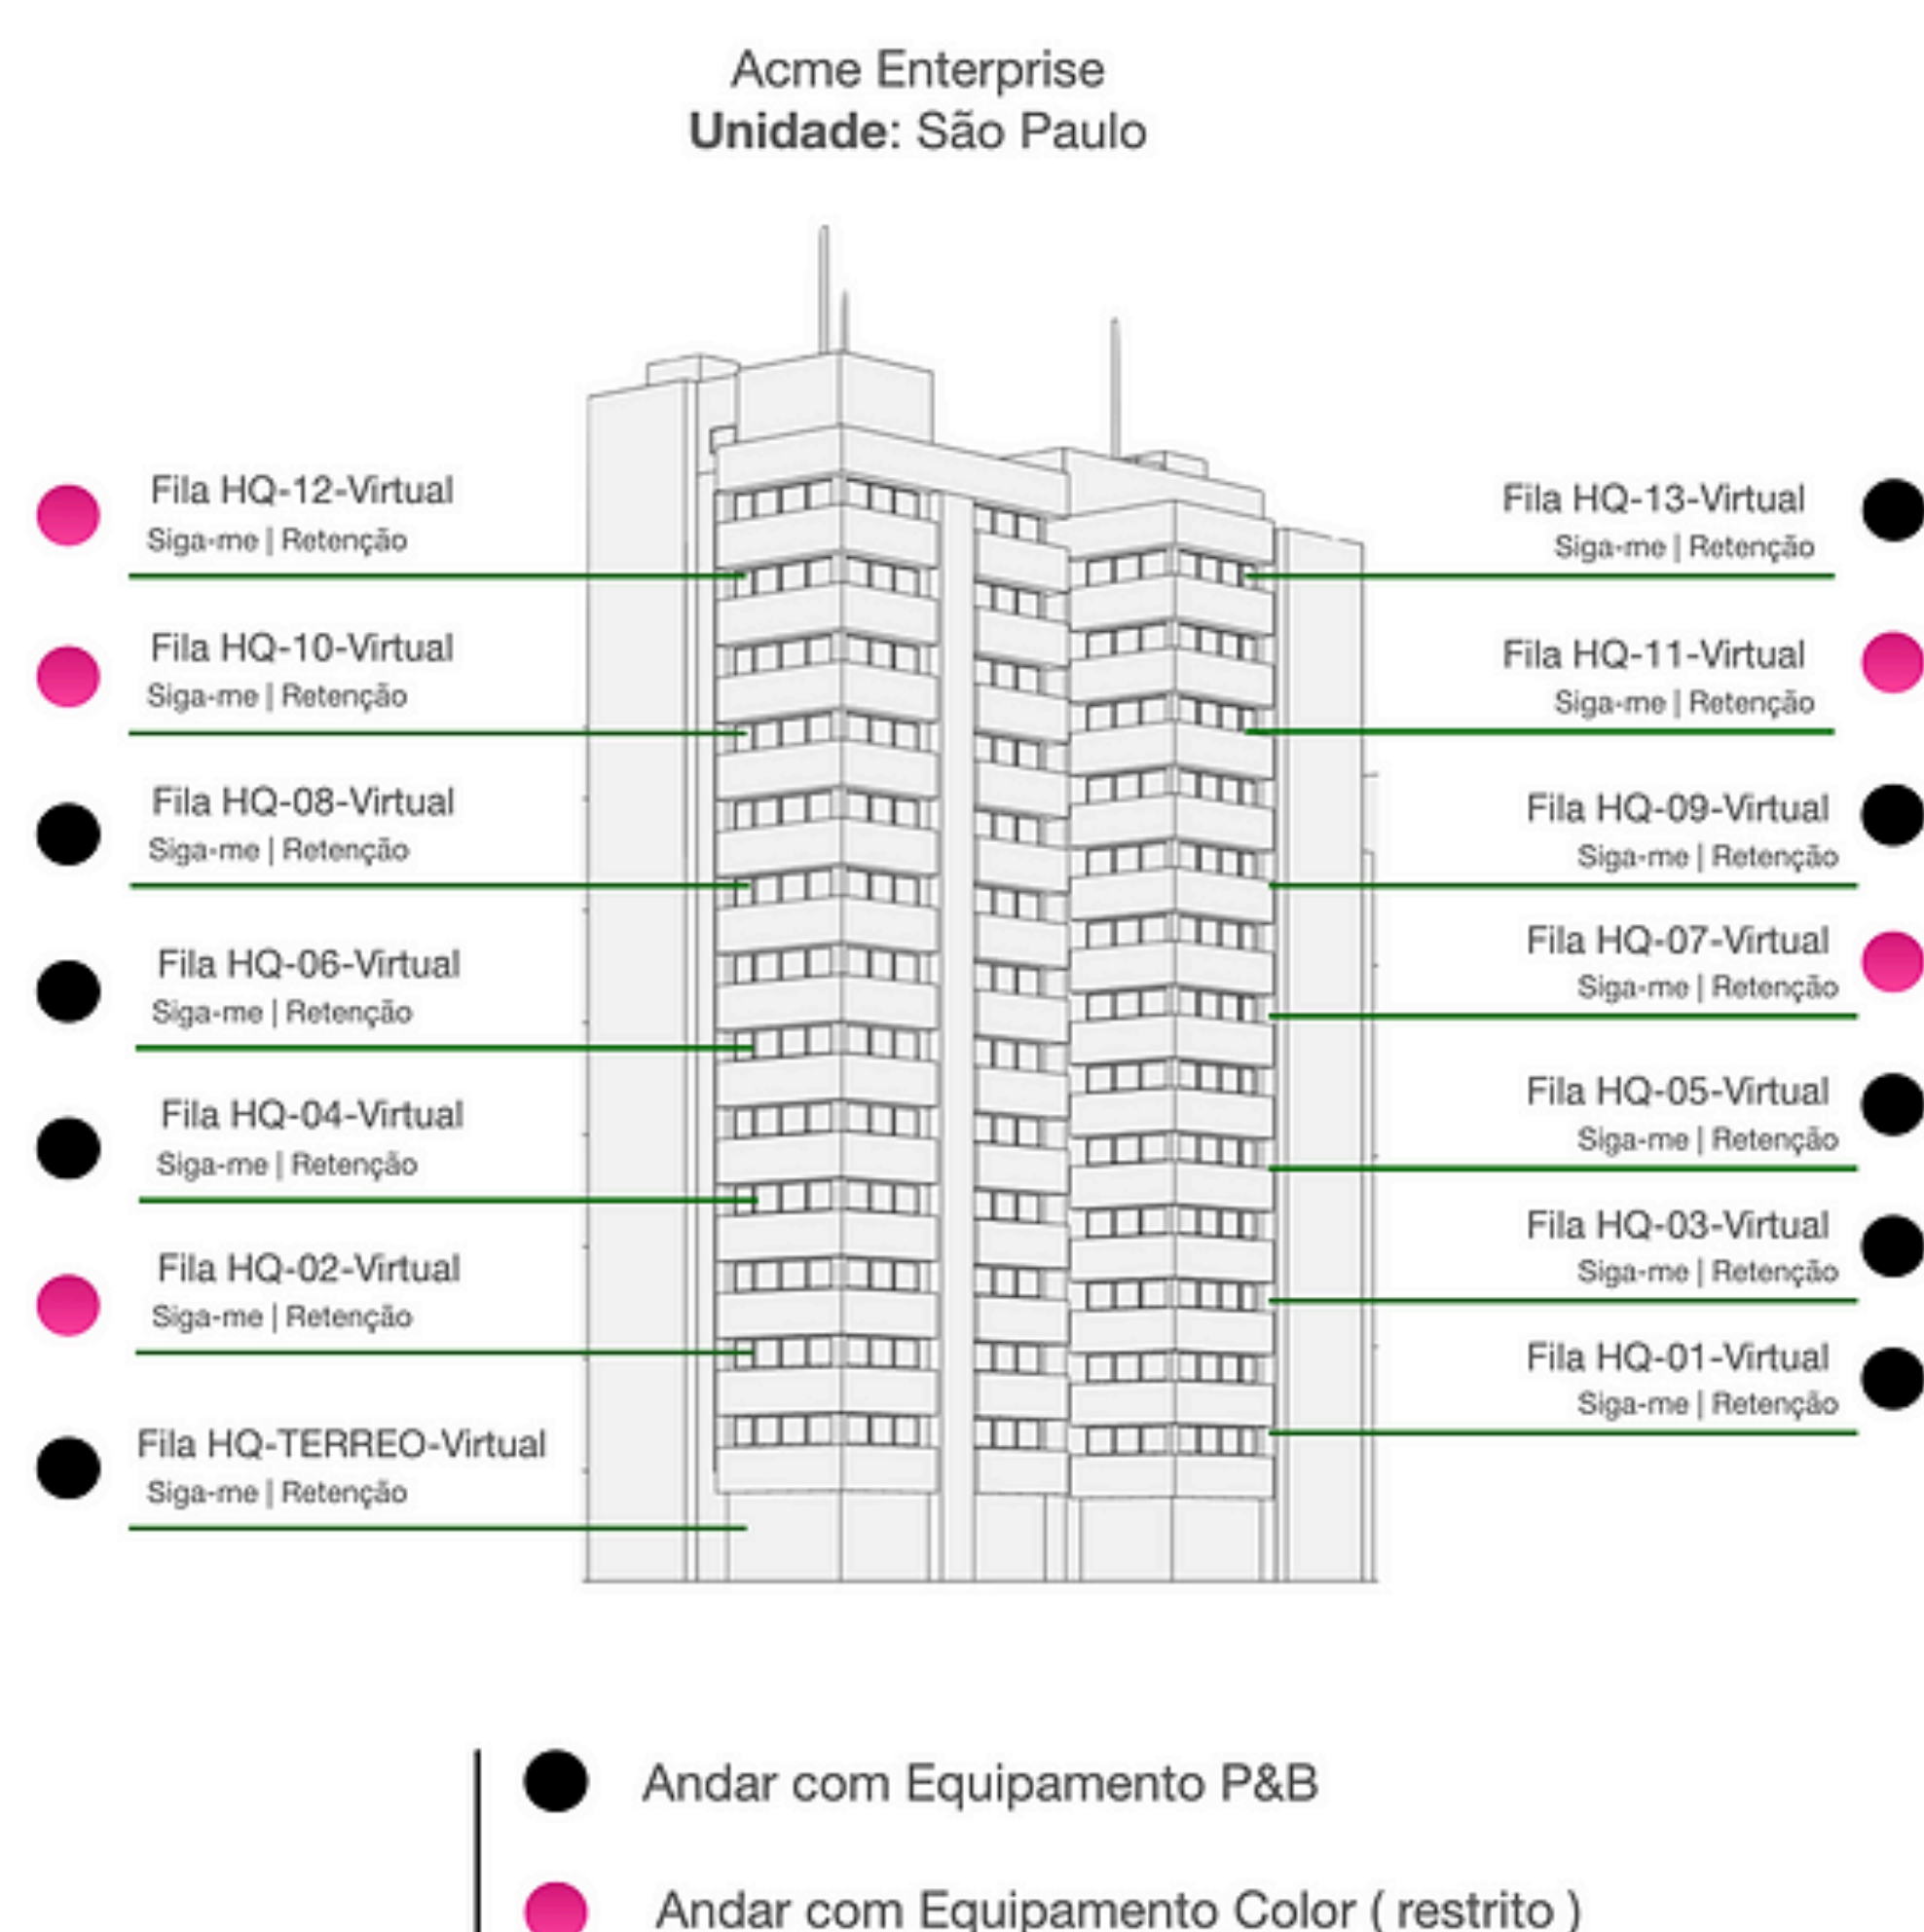 Acme Enterprise
Unidade: São Paulo
Fila HQ-12-Virtual
Siga-me | Retenção
Fila HQ-10-Virtual
Siga-me | Retenção
Fila HQ-08-Virtual
Siga-me | Retenção
Fila HQ-06-Virtual
Siga-me | Retenção
Fila HQ-04-Virtual
Siga-me | Retenção
Fila HQ-02-Virtual
Siga-me | Retenção
Fila HQ-TERREO-Virtual
Siga-me | Retenção
Fila HQ-13-Virtual
Siga-me | Retenção
Fila HQ-11-Virtual
Siga-me | Retenção
Fila HQ-09-Virtual
Siga-me | Retenção
Fila HQ-07-Virtual
Siga-me | Retenção
Fila HQ-05-Virtual
Siga-me | Retenção
Fila HQ-03-Virtual
Siga-me | Retenção
Fila HQ-01-Virtual
Siga-me | Retenção
Andar com Equipamento P&B
Andar com Equipamento Color ( restrito )